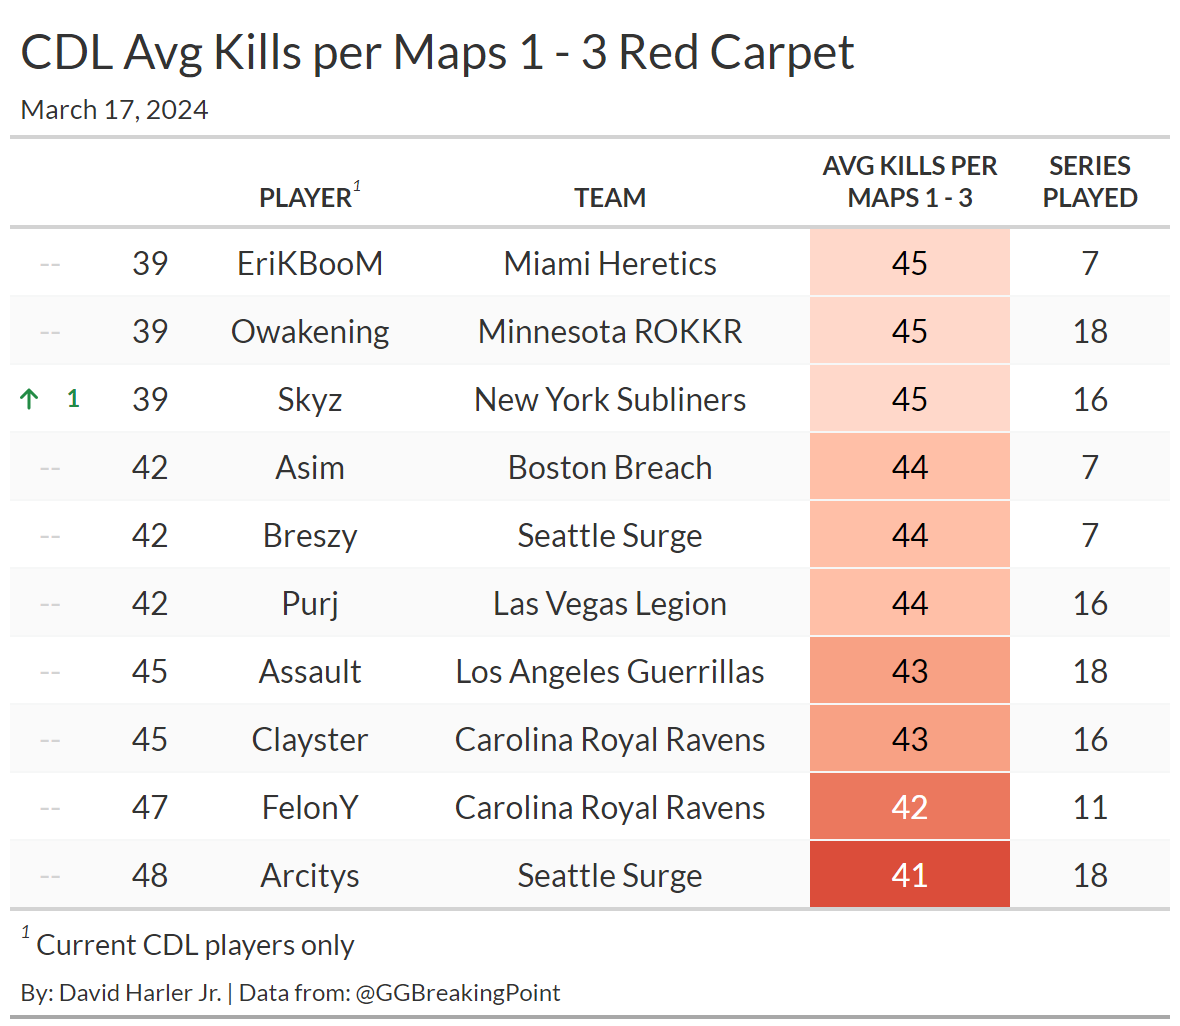 CDL Avg Kills per Maps 1 - 3 Red Carpet
March 17, 2024
PLAYER¹ TEAM AVG KILLS PER MAPS 1 - 3 SERIES PLAYED
-- 39 EriKBooM Miami Heretics 45 7
-- 39 Owakening Minnesota ROKKR 45 18
↑ 1 39 Skyz New York Subliners 45 16
-- 42 Asim Boston Breach 44 7
-- 42 Breszy Seattle Surge 44 7
-- 42 Purj Las Vegas Legion 44 16
-- 45 Assault Los Angeles Guerrillas 43 18
-- 45 Clayster Carolina Royal Ravens 43 16
-- 47 FelonY Carolina Royal Ravens 42 11
-- 48 Arcitys Seattle Surge 41 18
¹ Current CDL players only
By: David Harler Jr. | Data from: @GGBreakingPoint